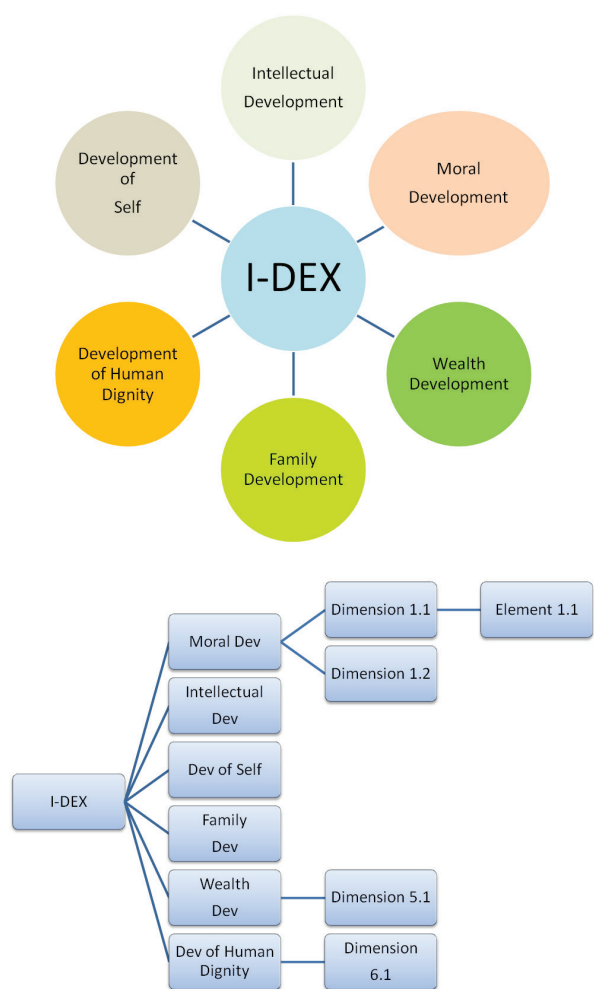 Intellectual
Development
Development
of
Self
Moral
Development
I-DEX
Development
of Human
Dignity
Wealth
Development
Family
Development
Dimension 1.1
Element 1.1
Moral Dev
Dimension 1.2
Intellectual
Dev
Dev of Self
I-DEX
Family
Dev
Wealth
Dev
Dimension 5.1
Dev of Human
Dignity
Dimension
6.1